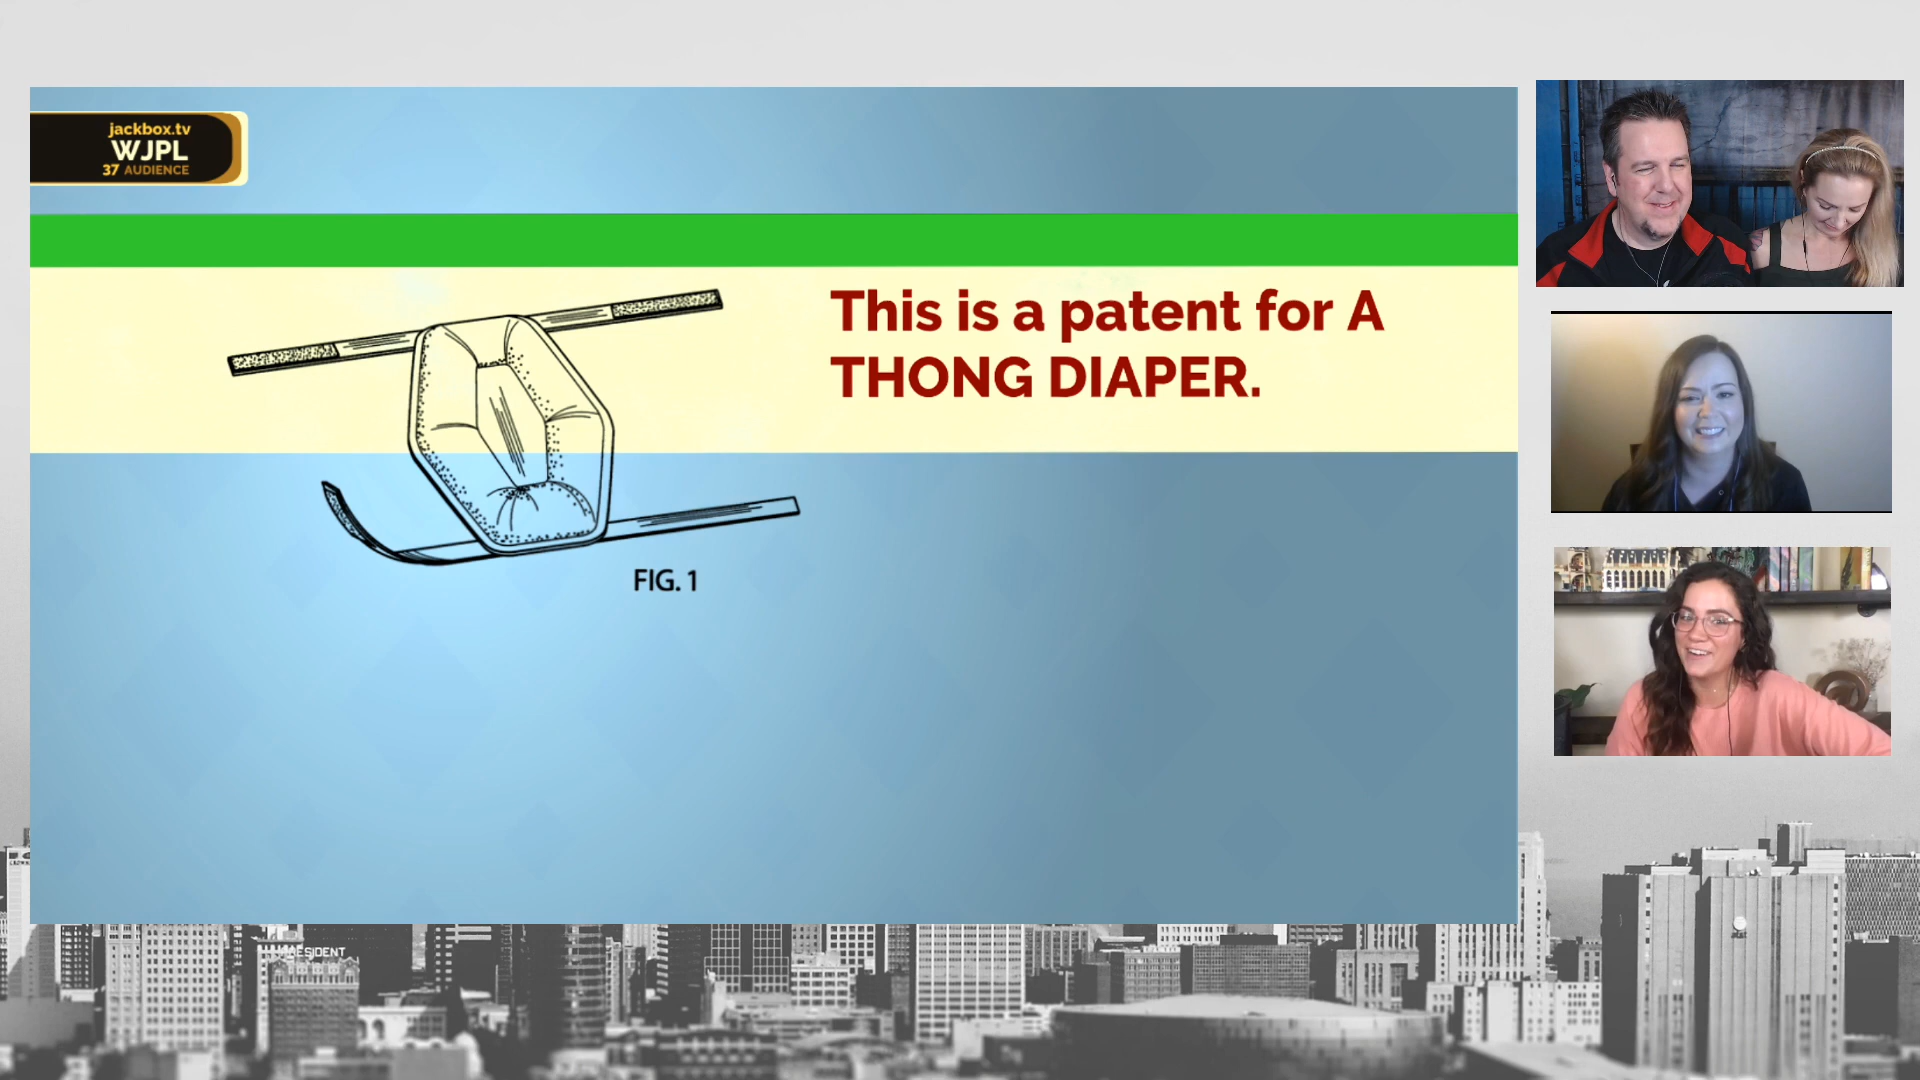 jackbox.tv
WJPL
37 AUDIENCE
This is a patent for A
THONG DIAPER.
FIG. 1